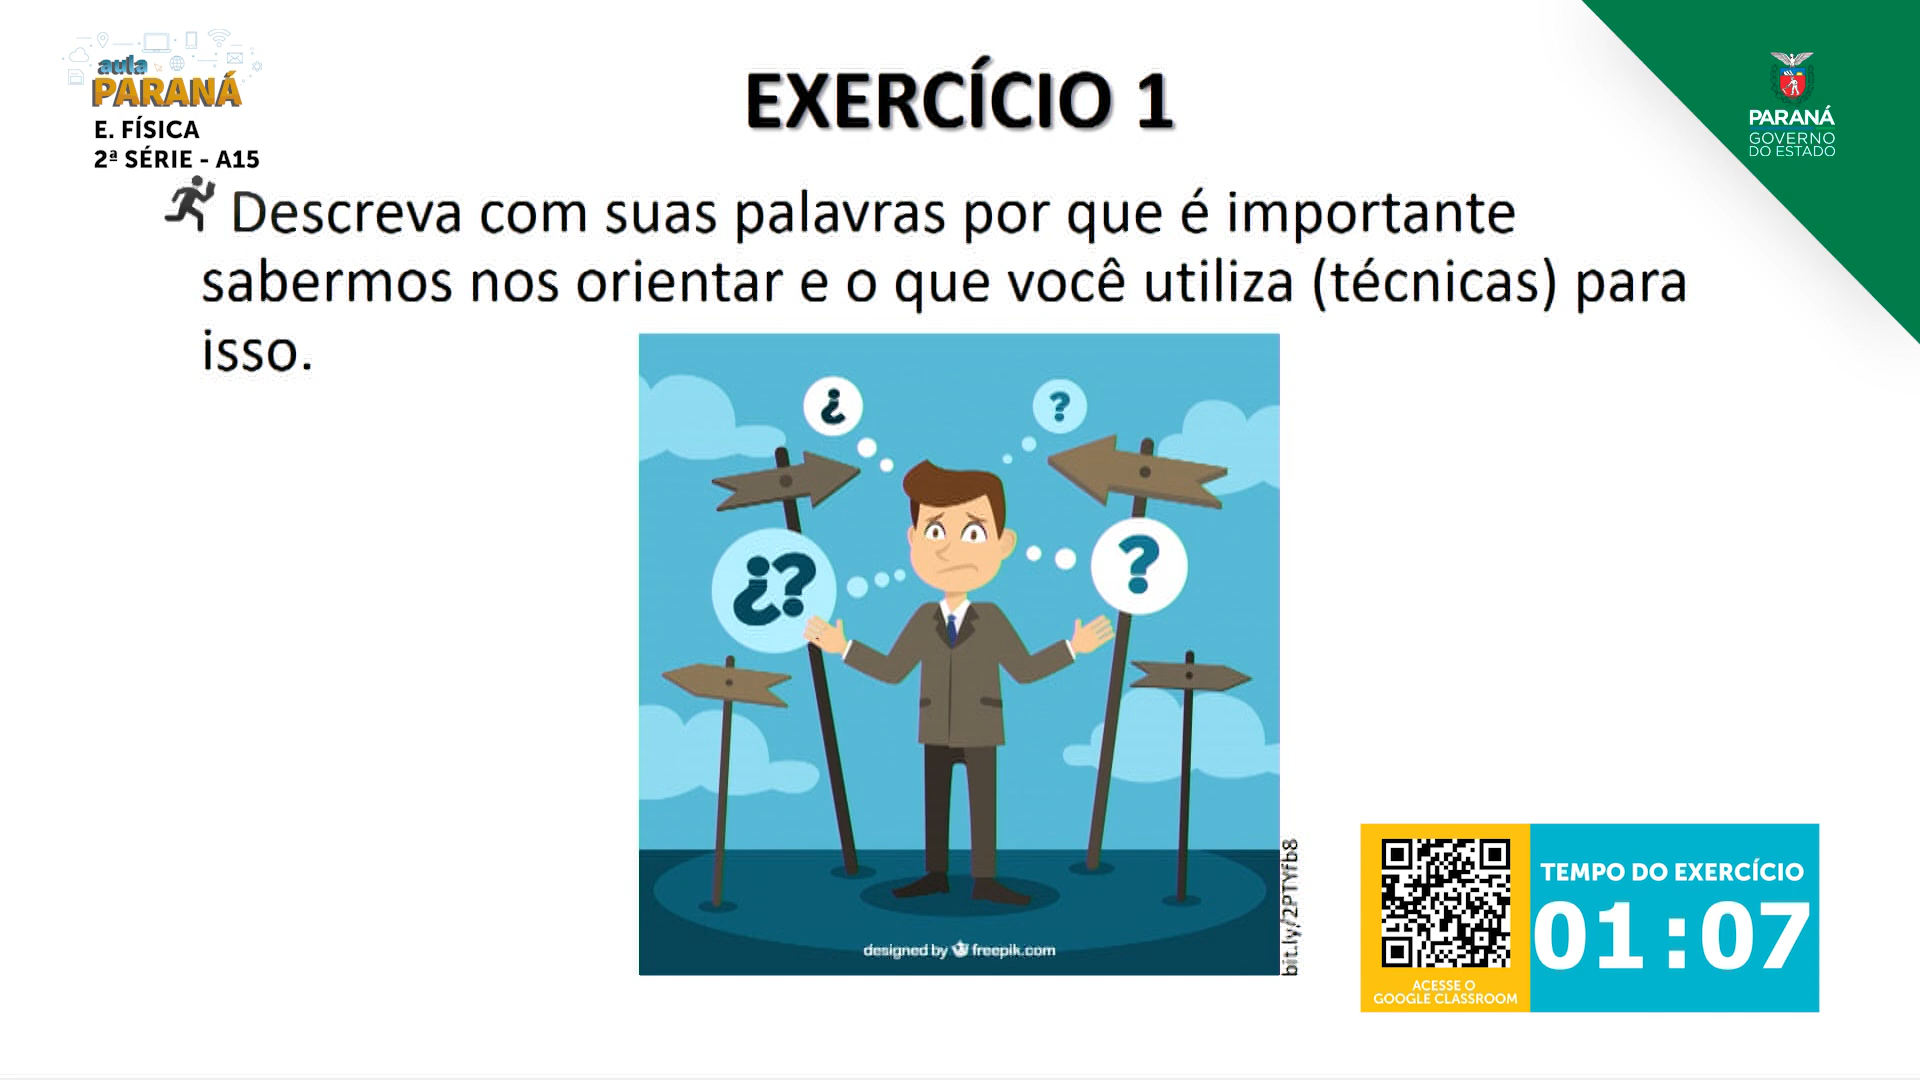 aula
PARANÁ
E. FÍSICA
2ª SÉRIE - A15
EXERCÍCIO 1
PARANÁ
GOVERNO
DO ESTADO
Descreva com suas palavras por que é importante
sabermos nos orientar e o que você utiliza (técnicas) para
isso.
¿
?
¿?
?
designed by freepik.com
bit.ly/2PTYfb8
TEMPO DO EXERCÍCIO
01:07
ACESSE O
GOOGLE CLASSROOM